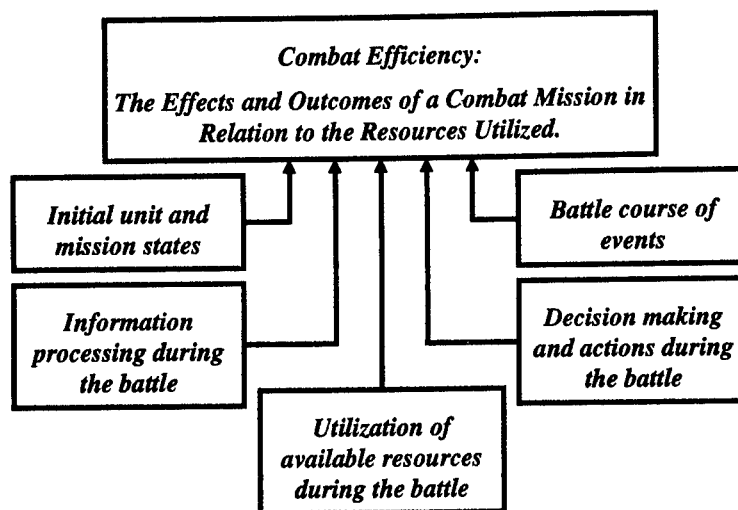 Combat Efficiency:
The Effects and Outcomes of a Combat Mission in
Relation to the Resources Utilized.
Initial unit and
mission states
Battle course of
events
Information
processing during
the battle
Decision making
and actions during
the battle
Utilization of
available resources
during the battle